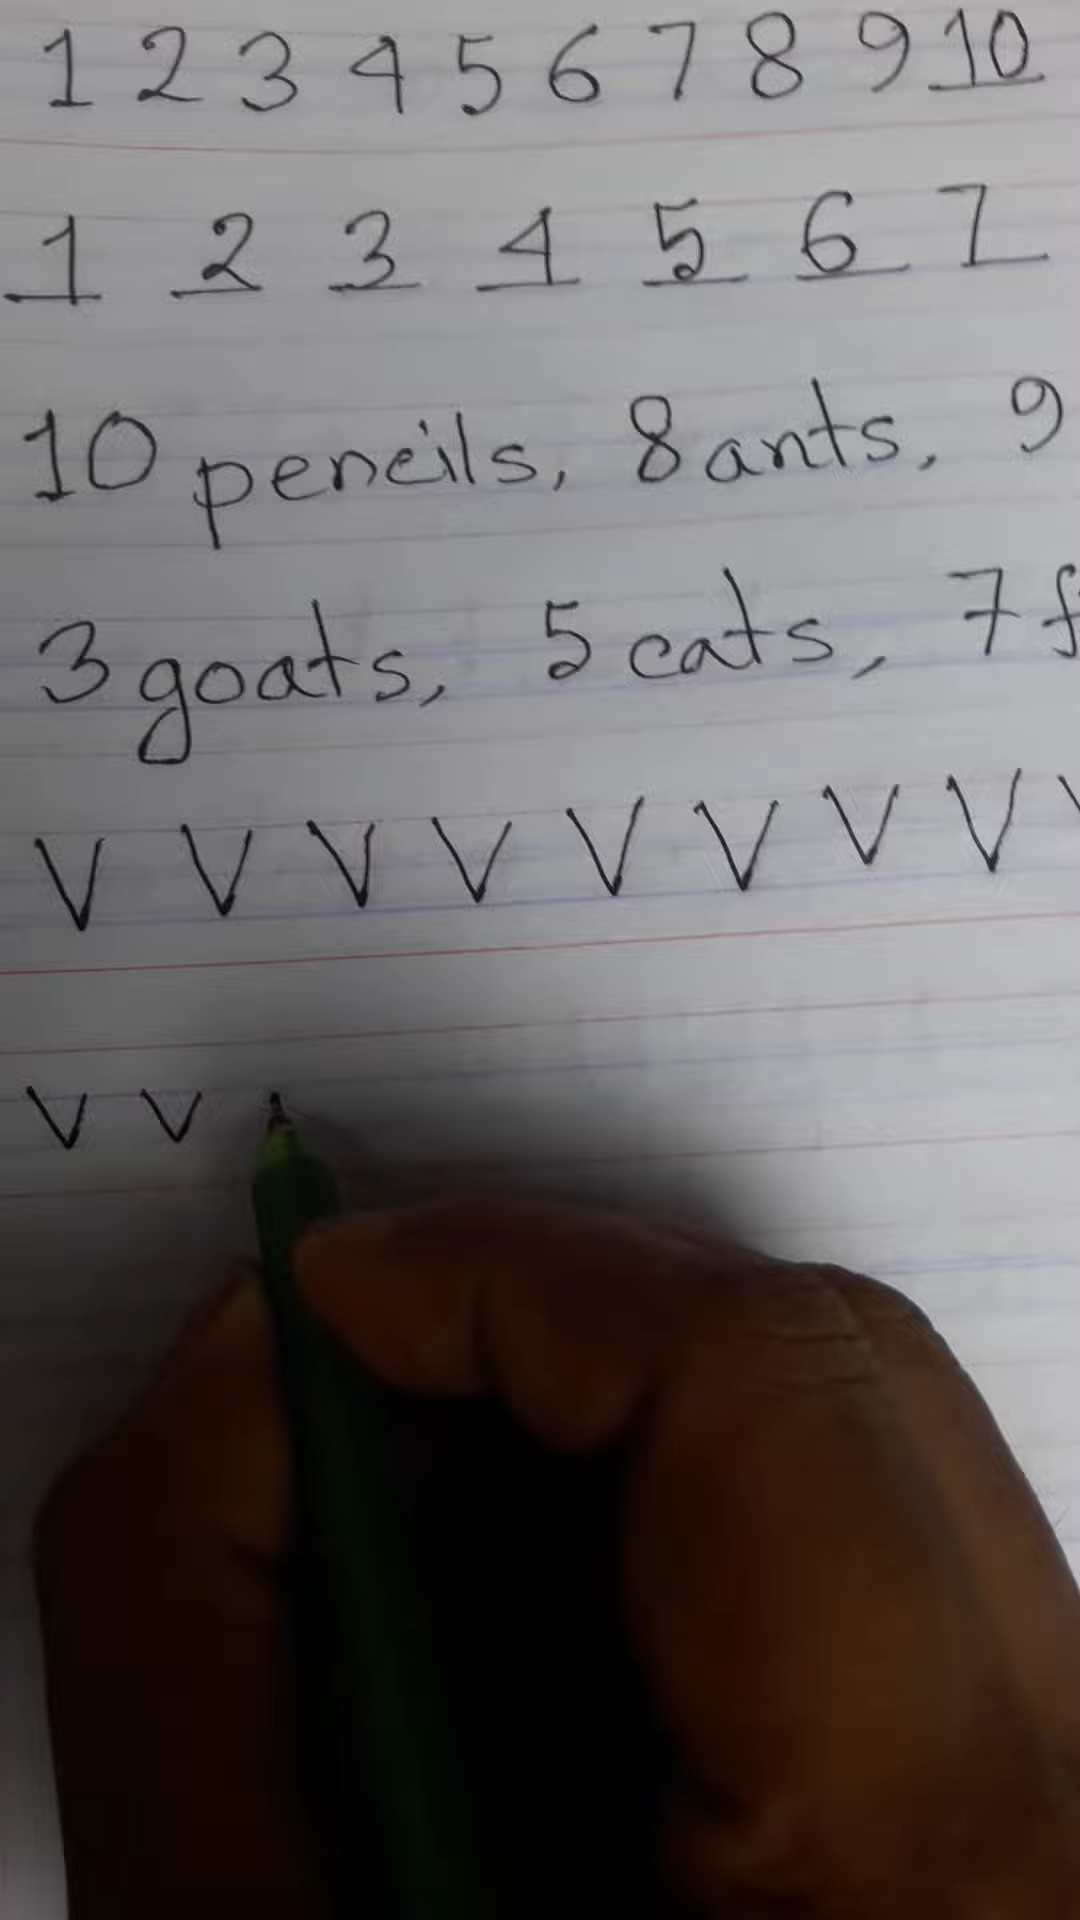 1 2 3 4 5 6 7 8 9 10
1 2 3 4 5 6 7
10 pencils, 8 ants, 9
3 goats, 5 cats, 7 f
V V V V V V V V
v v